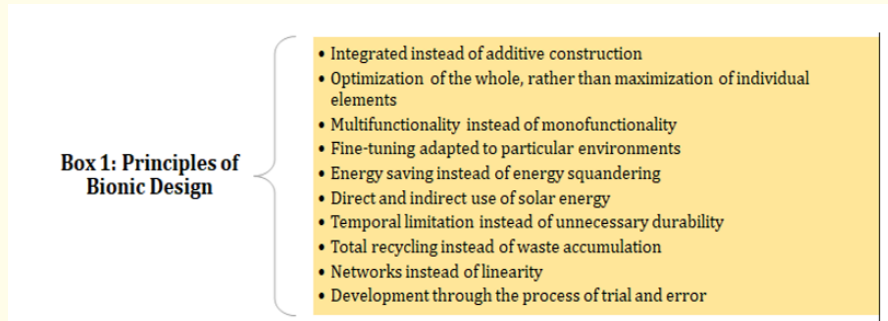 Box 1: Principles of
Bionic Design
• Integrated instead of additive construction
• Optimization of the whole, rather than maximization of individual
elements
• Multifunctionality instead of monofunctionality
• Fine-tuning adapted to particular environments
• Energy saving instead of energy squandering
• Direct and indirect use of solar energy
• Temporal limitation instead of unnecessary durability
• Total recycling instead of waste accumulation
• Networks instead of linearity
• Development through the process of trial and error